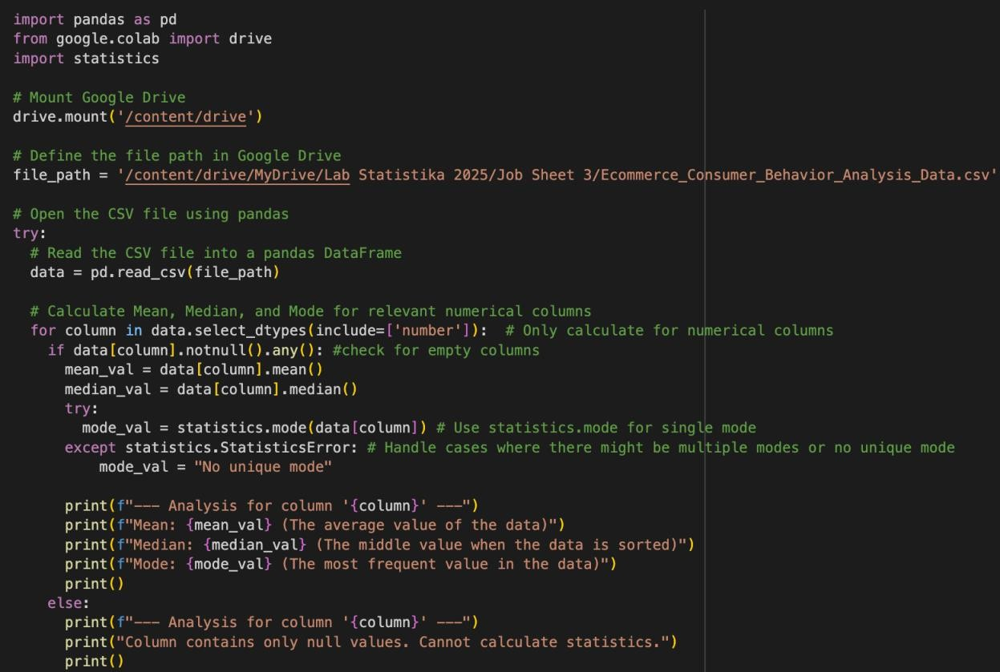 import pandas as pd
from google.colab import drive
import statistics
# Mount Google Drive
drive.mount('/content/drive')
# Define the file path in Google Drive
file_path = '/content/drive/MyDrive/Lab Statistika 2025/Job Sheet 3/Ecommerce_Consumer_Behavior_Analysis_Data.csv'
# Open the CSV file using pandas
try:
  # Read the CSV file into a pandas DataFrame
  data = pd.read_csv(file_path)
  # Calculate Mean, Median, and Mode for relevant numerical columns
  for column in data.select_dtypes(include=['number']):  # Only calculate for numerical columns
    if data[column].notnull().any(): #check for empty columns
      mean_val = data[column].mean()
      median_val = data[column].median()
      try:
        mode_val = statistics.mode(data[column]) # Use statistics.mode for single mode
      except statistics.StatisticsError: # Handle cases where there might be multiple modes or no unique mode
          mode_val = "No unique mode"
      print(f"--- Analysis for column '{column}' ---")
      print(f"Mean: {mean_val} (The average value of the data)")
      print(f"Median: {median_val} (The middle value when the data is sorted)")
      print(f"Mode: {mode_val} (The most frequent value in the data)")
      print()
    else:
      print(f"--- Analysis for column '{column}' ---")
      print("Column contains only null values. Cannot calculate statistics.")
      print()